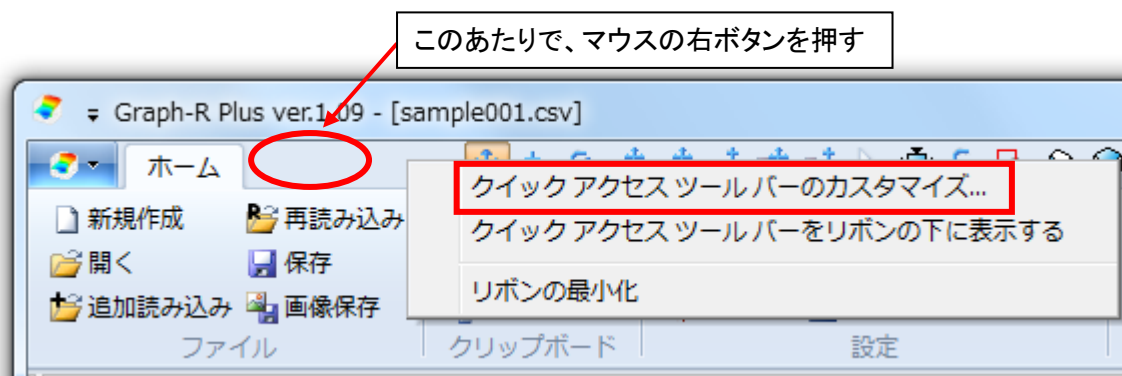 このあたりで、マウスの右ボタンを押す
Graph-R Plus ver.1.09 - [sample001.csv]
ホーム
クイック アクセス ツール バーのカスタマイズ...
新規作成 再読み込み
クイック アクセス ツール バーをリボンの下に表示する
開く 保存
リボンの最小化
追加読み込み 画像保存
ファイル クリップボード 設定